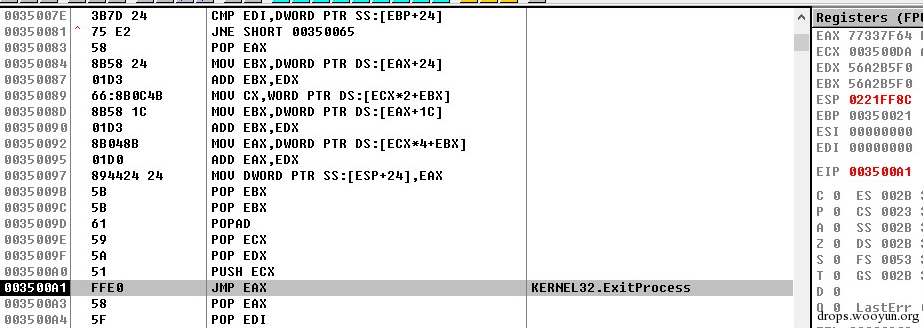 0035007E 3B7D 24 CMP EDI,DWORD PTR SS:[EBP+24]
00350081 ^ 75 E2 JNE SHORT 00350065
00350083 58 POP EAX
00350084 8B58 24 MOV EBX,DWORD PTR DS:[EAX+24]
00350087 01D3 ADD EBX,EDX
00350089 66:8B0C4B MOV CX,WORD PTR DS:[ECX*2+EBX]
0035008D 8B58 1C MOV EBX,DWORD PTR DS:[EAX+1C]
00350090 01D3 ADD EBX,EDX
00350092 8B048B MOV EAX,DWORD PTR DS:[ECX*4+EBX]
00350095 01D0 ADD EAX,EDX
00350097 894424 24 MOV DWORD PTR SS:[ESP+24],EAX
0035009B 5B POP EBX
0035009C 5B POP EBX
0035009D 61 POPAD
0035009E 59 POP ECX
0035009F 5A POP EDX
003500A0 51 PUSH ECX
003500A1 FFE0 JMP EAX KERNEL32.ExitProcess
003500A3 58 POP EAX
003500A4 5F POP EDI
Registers (FPU
EAX 77337F64
ECX 003500DA
EDX 56A2B5F0
EBX 56A2B5F0
ESP 0221FF8C
EBP 00350021
ESI 00000000
EDI 00000000
EIP 003500A1
C 0 ES 002B
P 0 CS 0023
A 0 SS 002B
Z 0 DS 002B
S 0 FS 0053
T 0 GS 002B
D 0
O 0 LastErr
drops.wooyun.org